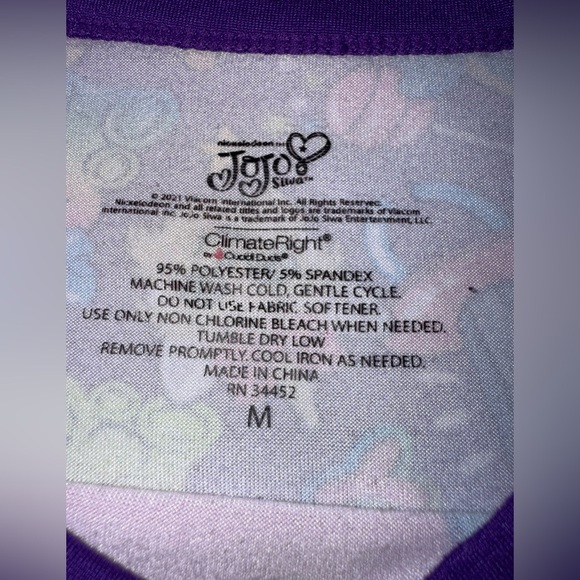 nickelodeon™
JoJo
Siwa™
© 2021 Viacom International Inc. All Rights Reserved.
Nickelodeon and all related titles and logos are trademarks of Viacom
International Inc. JoJo Siwa is a trademark of JoJo Siwa Entertainment, LLC.
ClimateRight®
BY Cuddl Duds®
95% POLYESTER/ 5% SPANDEX
MACHINE WASH COLD, GENTLE CYCLE.
DO NOT USE FABRIC SOFTENER.
USE ONLY NON CHLORINE BLEACH WHEN NEEDED.
TUMBLE DRY LOW
REMOVE PROMPTLY. COOL IRON AS NEEDED.
MADE IN CHINA
RN 34452
M